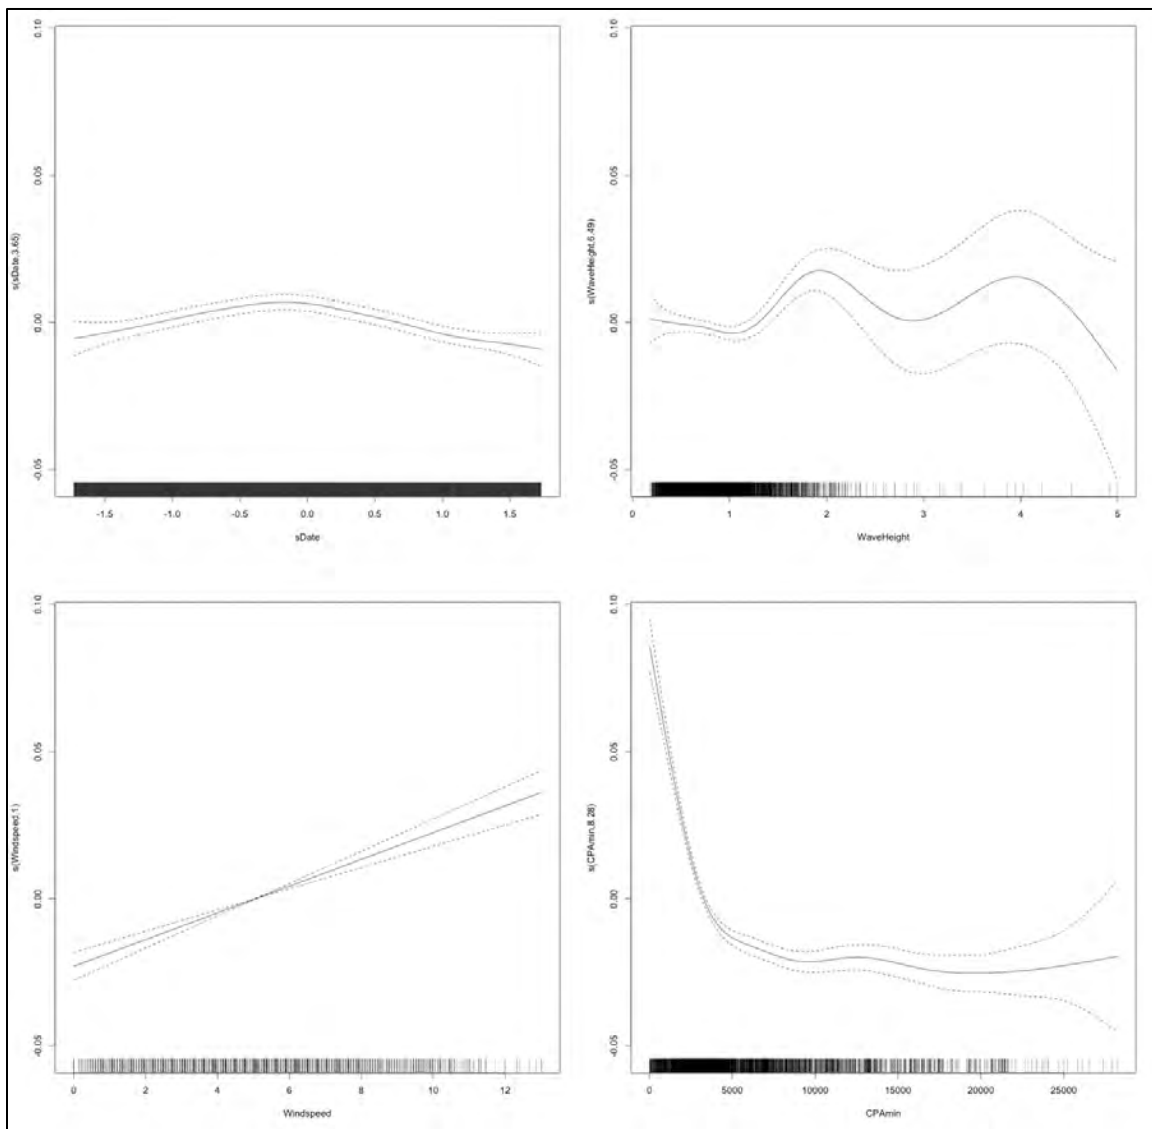 0.10
0.05
0.00
-0.05
s(sDate,3.65)
-1.5 -1.0 -0.5 0.0 0.5 1.0 1.5
sDate
0.10
0.05
0.00
-0.05
s(WaveHeight,6.49)
0 1 2 3 4 5
WaveHeight
0.10
0.05
0.00
-0.05
s(Windspeed,1)
0 2 4 6 8 10 12
Windspeed
0.10
0.05
0.00
-0.05
s(CPAmin,8.28)
0 5000 10000 15000 20000 25000
CPAmin